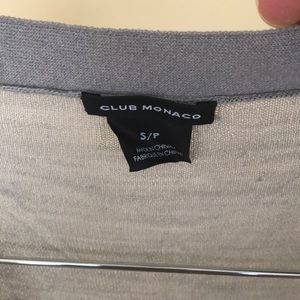 CLUB MONACO
S/P
MADE IN CHINA
FABRIQUÉ EN CHINE